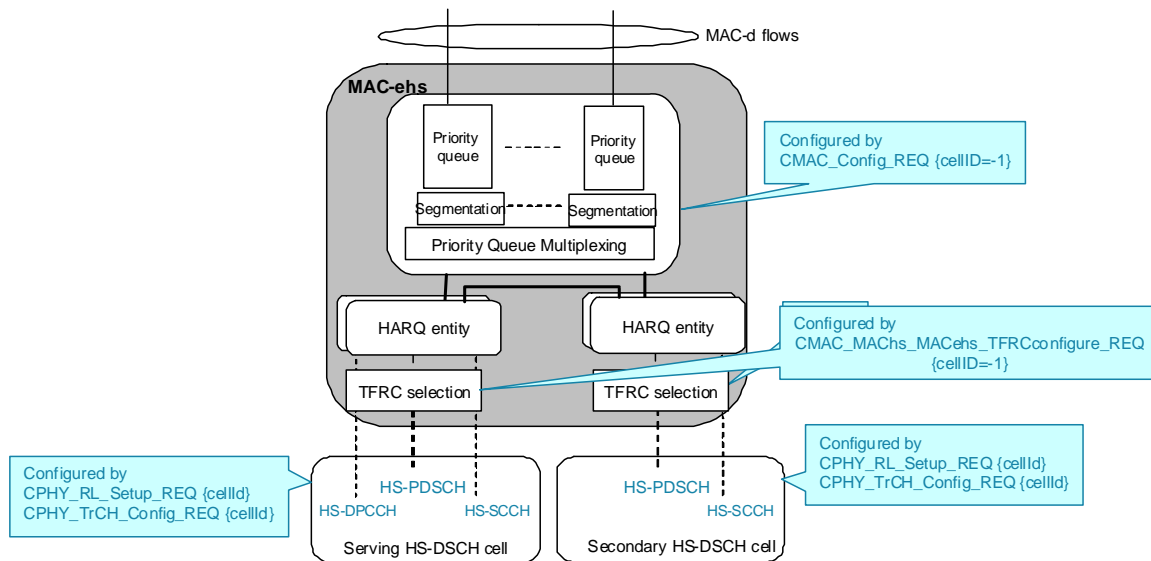 MAC-d flows
MAC-ehs
Priority
queue
Priority
queue
Configured by
CMAC_Config_REQ {cellID=-1}
Segmentation
Segmentation
Priority Queue Multiplexing
HARQ entity
HARQ entity
Configured by
CMAC_MAChs_MACehs_TFRCconfigure_REQ
{cellID=-1}
TFRC selection
TFRC selection
Configured by
CPHY_RL_Setup_REQ {cellId}
CPHY_TrCH_Config_REQ {cellId}
Configured by
CPHY_RL_Setup_REQ {cellId}
CPHY_TrCH_Config_REQ {cellId}
HS-PDSCH
HS-DPCCH
HS-SCCH
Serving HS-DSCH cell
HS-PDSCH
HS-SCCH
Secondary HS-DSCH cell